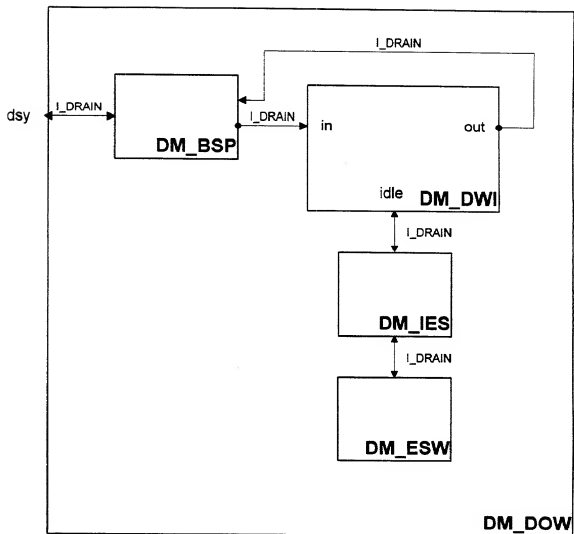 I_DRAIN
dsy
I_DRAIN
I_DRAIN
in
out
DM_BSP
idle
DM_DWI
I_DRAIN
DM_IES
I_DRAIN
DM_ESW
DM_DOW